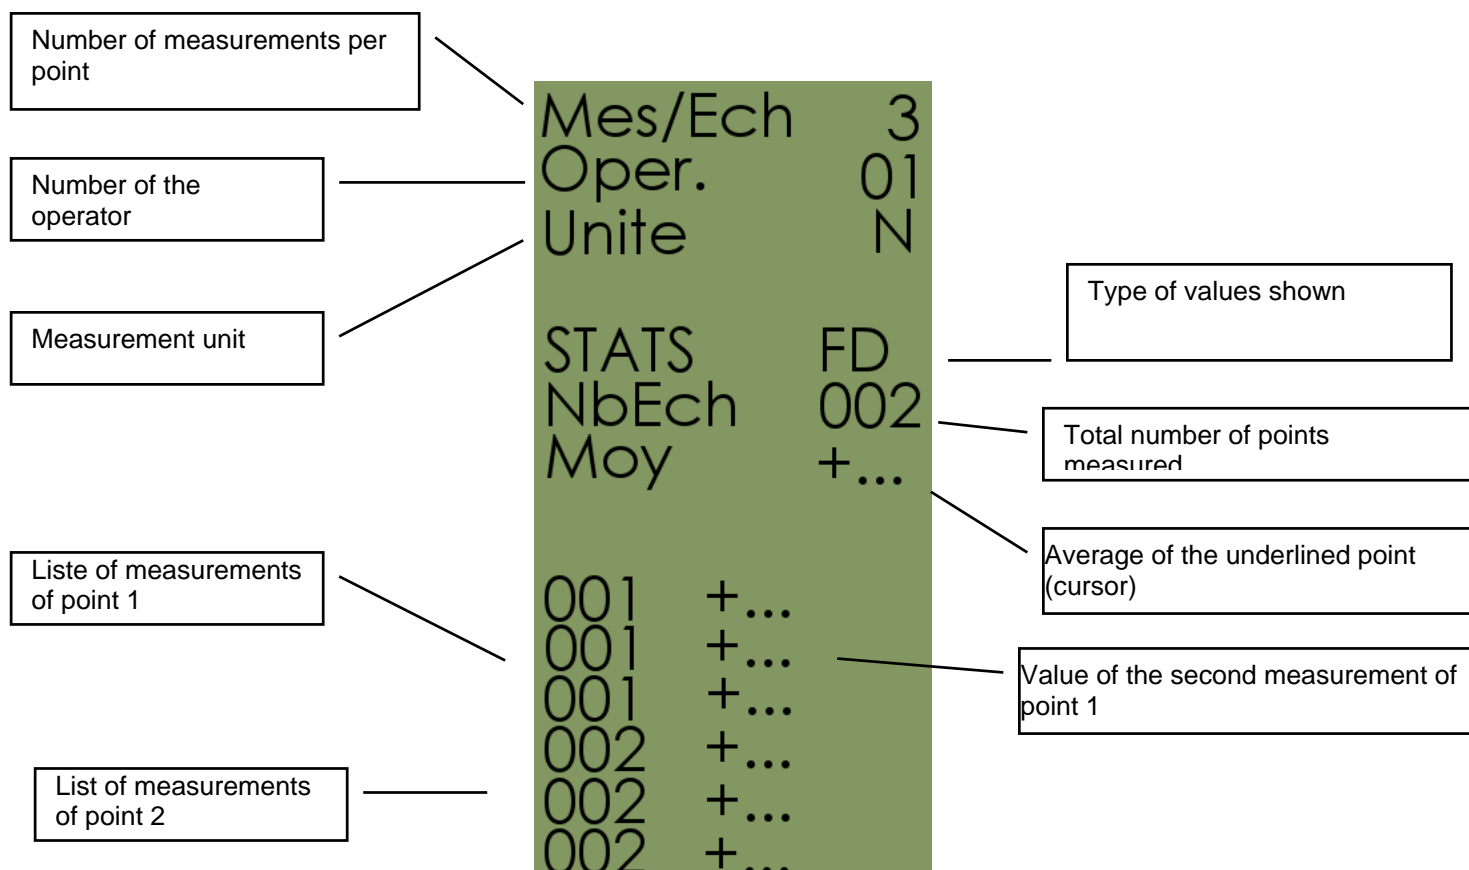 Number of measurements per
point
Number of the
operator
Measurement unit
Liste of measurements
of point 1
List of measurements
of point 2
Mes/Ech 3
Oper. 01
Unite N
STATS FD
NbEch 002
Moy +...
001 +...
001 +...
001 +...
002 +...
002 +...
002 +...
Type of values shown
Total number of points
measured
Average of the underlined point
(cursor)
Value of the second measurement of
point 1